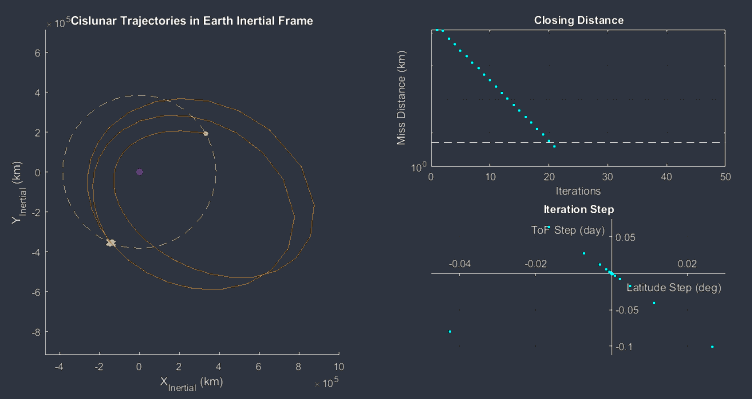 Cislunar Trajectories in Earth Inertial Frame
× 10^5
6
4
2
0
-2
-4
-6
-8
Y_Inertial (km)
-4 -2 0 2 4 6 8 10
× 10^5
X_Inertial (km)
Closing Distance
Miss Distance (km)
10^0
0 10 20 30 40 50
Iterations
Iteration Step
ToF Step (day)
0.05
-0.04 -0.02 0.02
Latitude Step (deg)
-0.05
-0.1